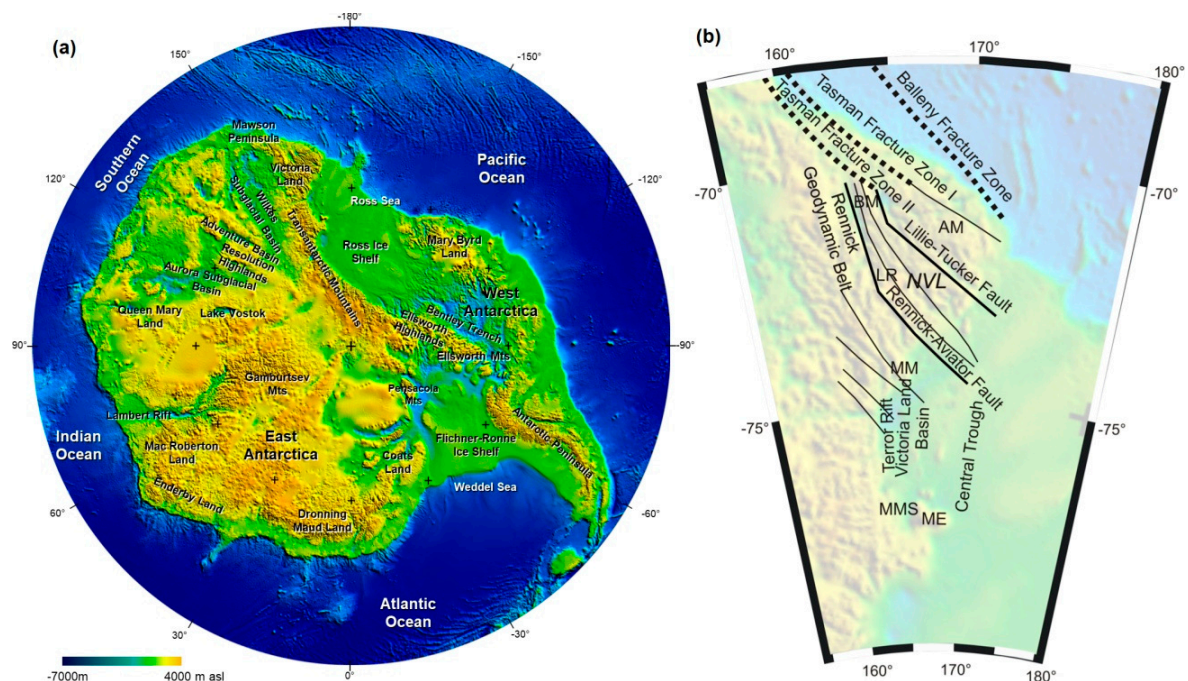 (a)
-180°
150°
-150°
Mawson
Pennsula
Southern
Ocean
Victoria
Land
Pacific
Ocean
120°
-120°
Ross Sea
Wilkes
Subglacial Basin
Transantarctic Mountains
Ross Ice
Shelf
Mary Byrd
Land
Adventure Basin
Resolution
Highlands
Aurora Subglacial
Basin
West
Antarctica
Queen Mary
Land
Lake Vostok
Bentley Trench
Ellsworth
Highlands
90°
-90°
Ellsworth Mts
Gamburtsev
Mts
Pensacola
Mts
Lambert Rift
Antarctic Peninsula
Indian
Ocean
Mac Roberton
Land
East
Antarctica
Flichner-Ronne
Ice Shelf
Coats
Land
Weddel Sea
Enderby Land
60°
-60°
Dronning
Maud Land
Atlantic
Ocean
30°
-30°
0°
-7000m
4000 m asl
(b)
160°
170°
180°
Tasman Fracture Zone I
Tasman Fracture Zone II
Balleny Fracture Zone
-70°
-70°
BM
AM
Rennick
Geodynamic Belt
Lillie-Tucker Fault
LR
NVL
Rennick-Aviator Fault
MM
-75°
-75°
Terror Rift
Victoria Land
Basin
Central Trough
MMS
ME
160°
170°
180°